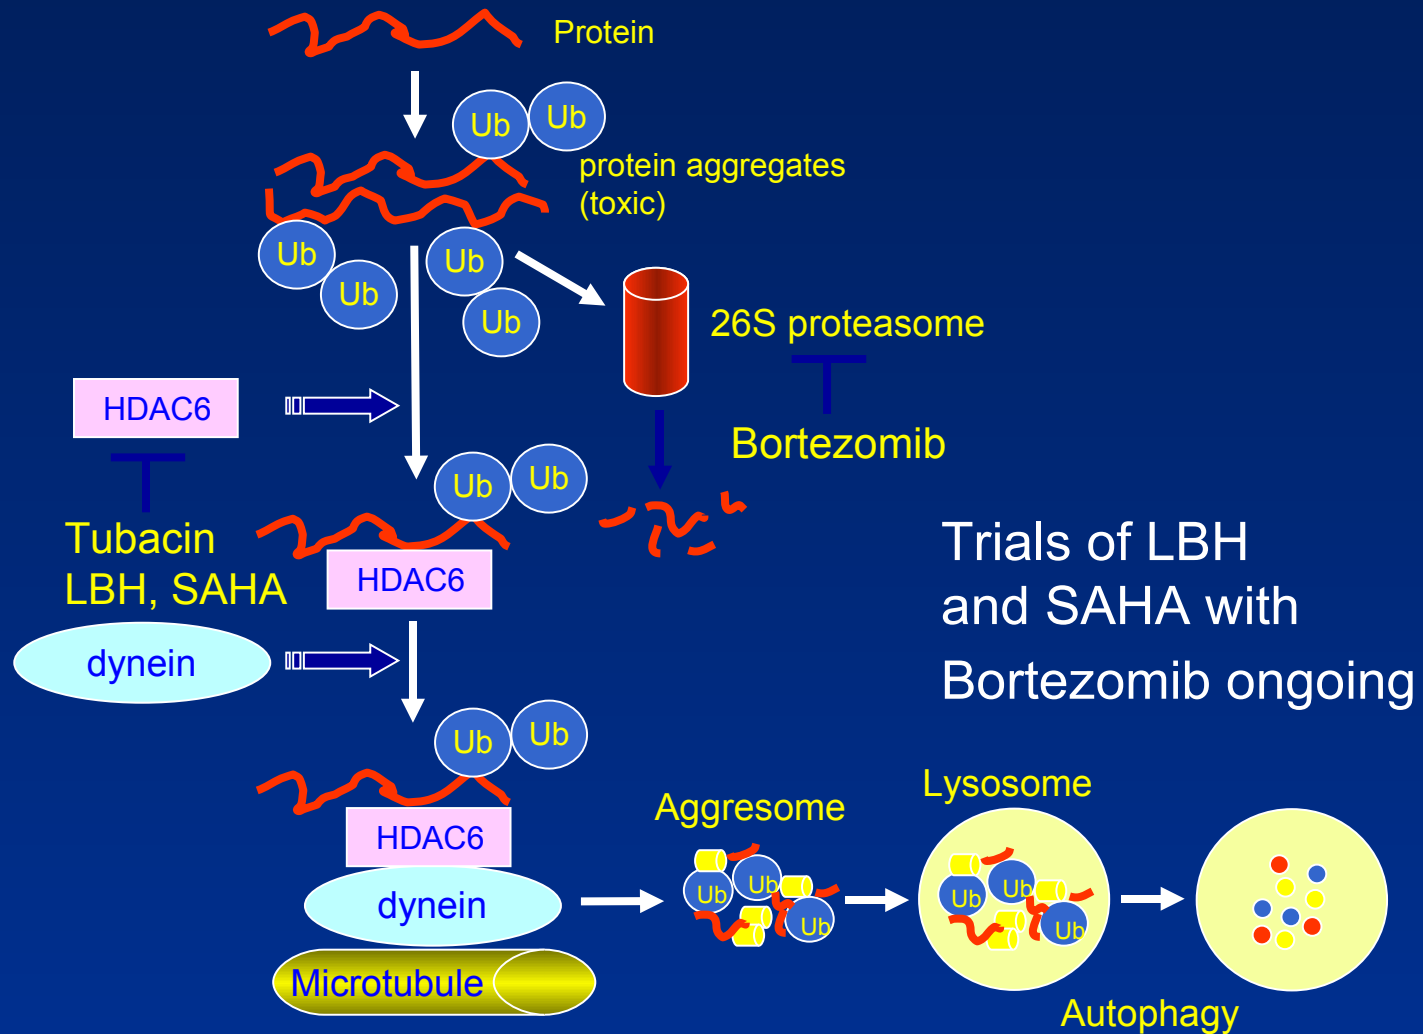 Protein
Ub
Ub
protein aggregates
(toxic)
Ub
Ub
Ub
Ub
26S proteasome
HDAC6
Bortezomib
Ub
Ub
Tubacin
LBH, SAHA
HDAC6
Trials of LBH
and SAHA with
Bortezomib ongoing
dynein
Ub
Ub
HDAC6
dynein
Microtubule
Aggresome
Ub
Ub
Ub
Lysosome
Ub
Ub
Ub
Autophagy